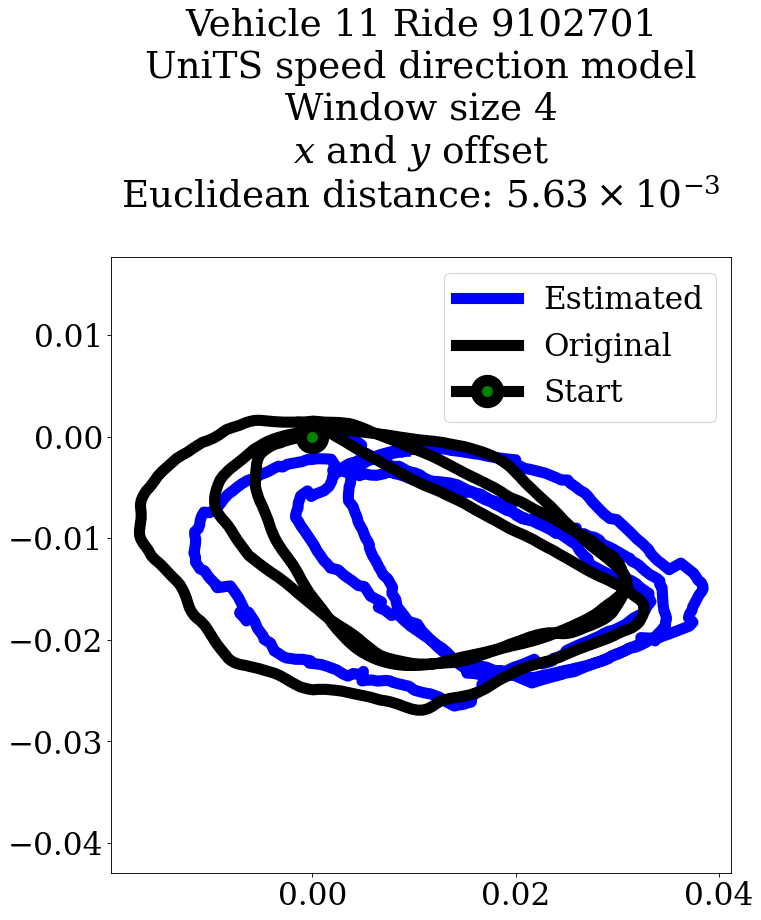 Vehicle 11 Ride 9102701
UniTS speed direction model
Window size 4
x and y offset
Euclidean distance: 5.63 × 10⁻³
Estimated
Original
Start
0.01
0.00
−0.01
−0.02
−0.03
−0.04
0.00 0.02 0.04